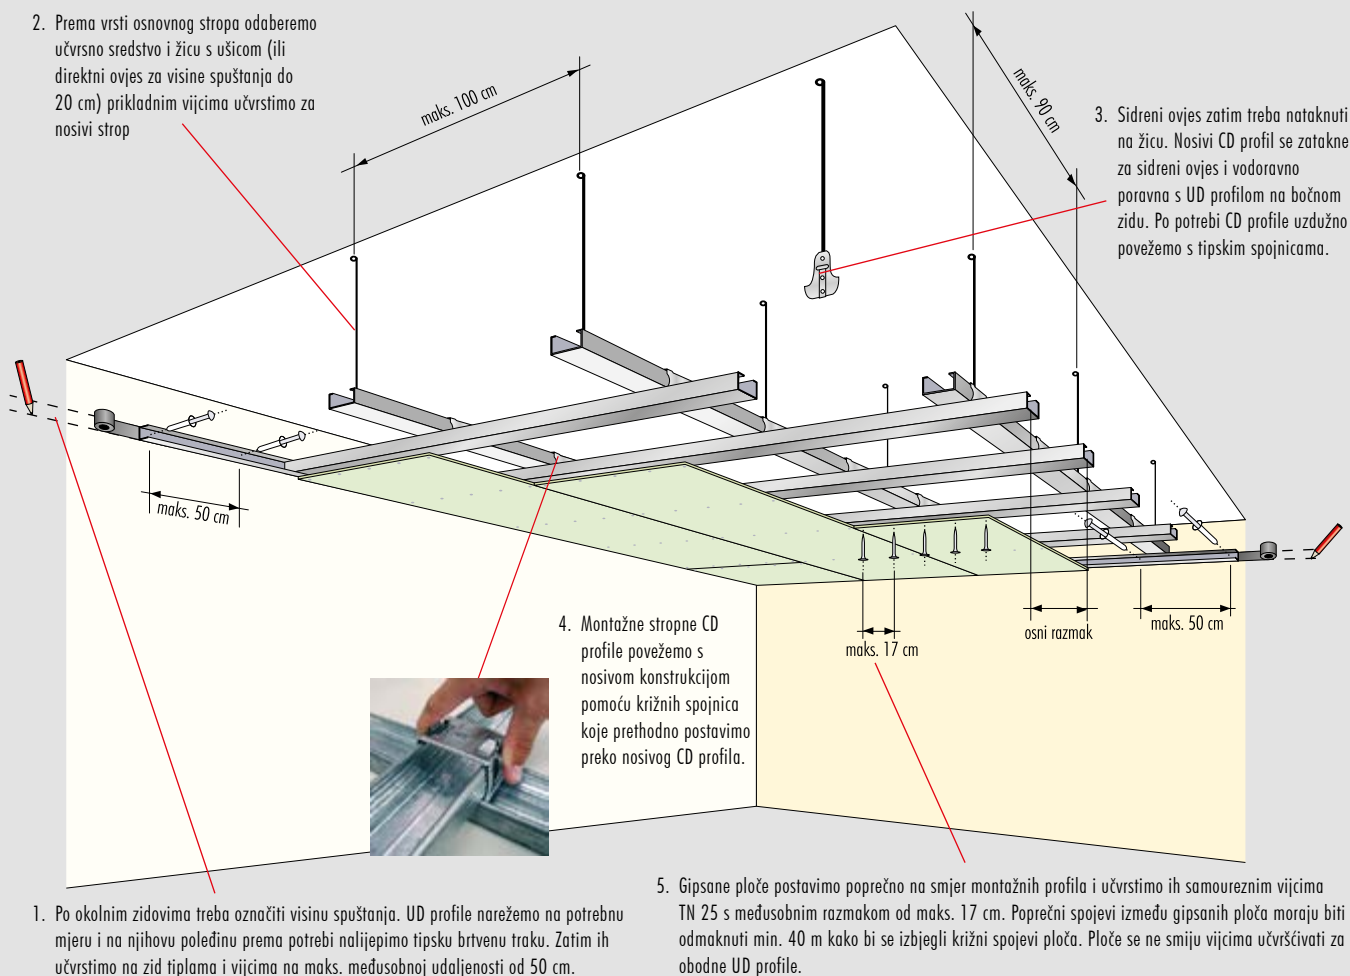 2. Prema vrsti osnovnog stropa odaberemo
učvrsno sredstvo i žicu s ušicom (ili
direktni ovjes za visine spuštanja do
20 cm) prikladnim vijcima učvrstimo za
nosivi strop
maks. 100 cm
maks. 90 cm
3. Sidreni ovjes zatim treba nataknuti
na žicu. Nosivi CD profil se zatakne
za sidreni ovjes i vodoravno
poravna s UD profilom na bočnom
zidu. Po potrebi CD profile uzdužno
povežemo s tipskim spojnicama.
maks. 50 cm
4. Montažne stropne CD
profile povežemo s
nosivom konstrukcijom
pomoću križnih spojnica
koje prethodno postavimo
preko nosivog CD profila.
maks. 17 cm
osni razmak
maks. 50 cm
1. Po okolnim zidovima treba označiti visinu spuštanja. UD profile narežemo na potrebnu
mjeru i na njihovu poleđinu prema potrebi nalijepimo tipsku brtvenu traku. Zatim ih
učvrstimo na zid tiplama i vijcima na maks. međusobnoj udaljenosti od 50 cm.
5. Gipsane ploče postavimo poprečno na smjer montažnih profila i učvrstimo ih samoureznim vijcima
TN 25 s međusobnim razmakom od maks. 17 cm. Poprečni spojevi između gipsanih ploča moraju biti
odmaknuti min. 40 m kako bi se izbjegli križni spojevi ploča. Ploče se ne smiju vijcima učvršćivati za
obodne UD profile.